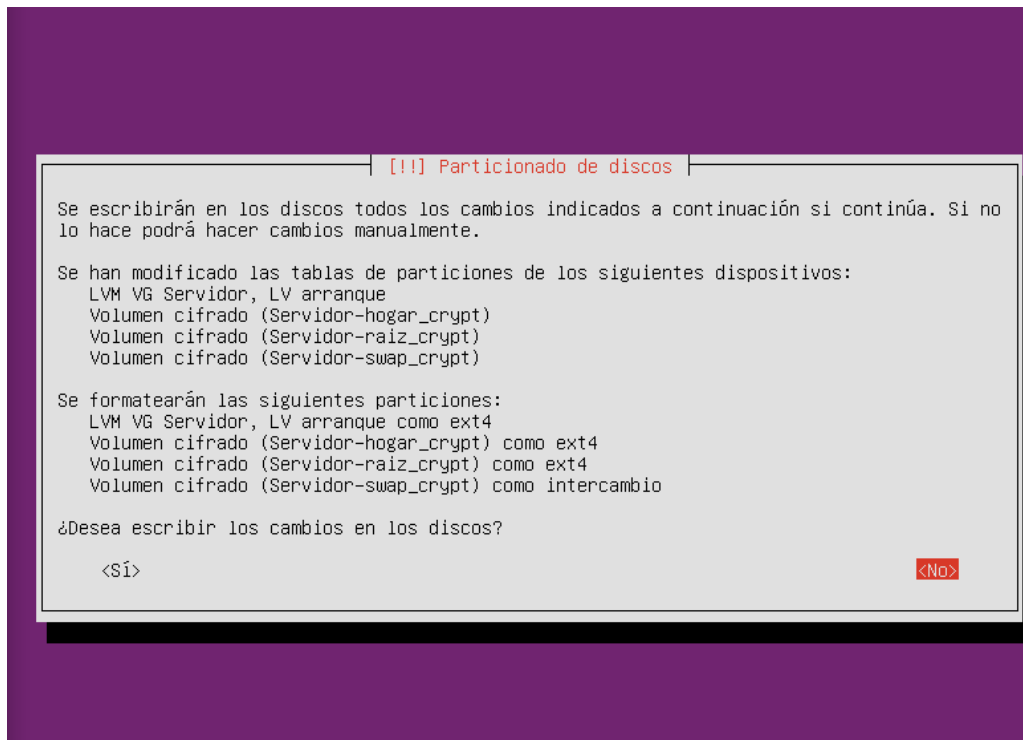 [!!] Particionado de discos
Se escribirán en los discos todos los cambios indicados a continuación si continúa. Si no
lo hace podrá hacer cambios manualmente.
Se han modificado las tablas de particiones de los siguientes dispositivos:
LVM VG Servidor, LV arranque
Volumen cifrado (Servidor-hogar_crypt)
Volumen cifrado (Servidor-raiz_crypt)
Volumen cifrado (Servidor-swap_crypt)
Se formatearán las siguientes particiones:
LVM VG Servidor, LV arranque como ext4
Volumen cifrado (Servidor-hogar_crypt) como ext4
Volumen cifrado (Servidor-raiz_crypt) como ext4
Volumen cifrado (Servidor-swap_crypt) como intercambio
¿Desea escribir los cambios en los discos?
<Sí> <No>